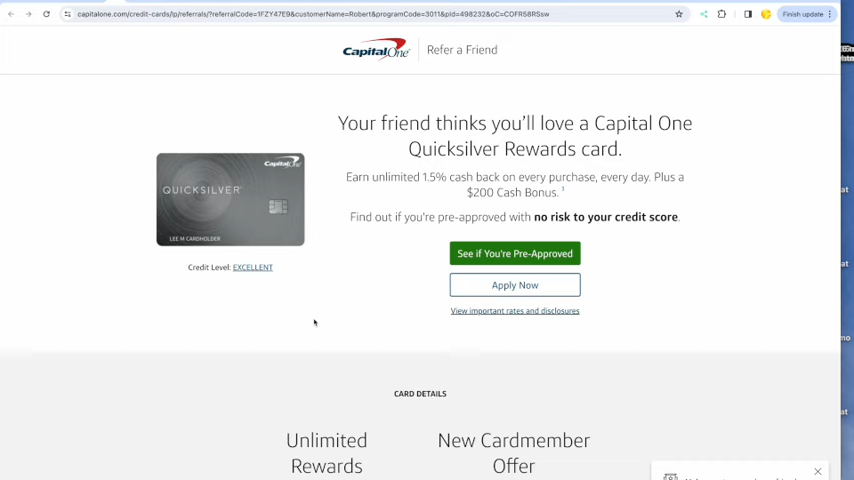 capitalone.com/credit-cards/lp/referrals/?referralCode=1FZY47E9&customerName=Robert&programCode=3011&pId=498232&oC=COFR58RSsw
Finish update
Capital One
Refer a Friend
Your friend thinks you'll love a Capital One
Quicksilver Rewards card.
Earn unlimited 1.5% cash back on every purchase, every day. Plus a
$200 Cash Bonus. 1
Find out if you're pre-approved with no risk to your credit score.
Capital One
QUICKSILVER
LEE M CARDHOLDER
See if You're Pre-Approved
Credit Level: EXCELLENT
Apply Now
View important rates and disclosures
CARD DETAILS
Unlimited
Rewards
New Cardmember
Offer
at
at
mo
at